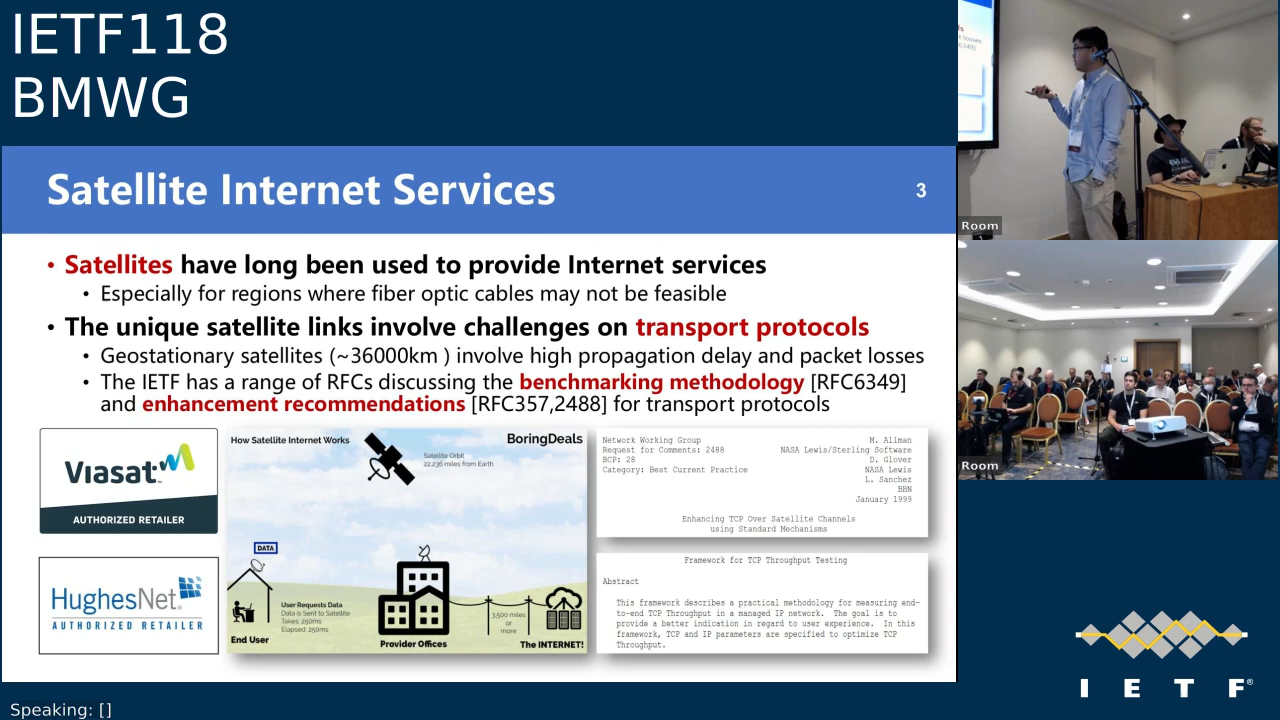 IETF118
BMWG
Satellite Internet Services
3
• Satellites have long been used to provide Internet services
• Especially for regions where fiber optic cables may not be feasible
• The unique satellite links involve challenges on transport protocols
• Geostationary satellites (~36000km ) involve high propagation delay and packet losses
• The IETF has a range of RFCs discussing the benchmarking methodology [RFC6349]
and enhancement recommendations [RFC357,2488] for transport protocols
Viasat™
AUTHORIZED RETAILER
HughesNet®
AUTHORIZED RETAILER
How Satellite Internet Works
BoringDeals
Satellite Orbit
22,236 miles from Earth
DATA
User Requests Data
Data is Sent to Satellite
Takes: 250ms
Elapsed: 250ms
3,500 miles
or
more
End User
Provider Offices
The INTERNET!
Network Working Group M. Allman
Request for Comments: 2488 NASA Lewis/Sterling Software
BCP: 28 D. Glover
Category: Best Current Practice NASA Lewis
L. Sanchez
BBN
January 1999
Enhancing TCP Over Satellite Channels
using Standard Mechanisms
Framework for TCP Throughput Testing
Abstract
This framework describes a practical methodology for measuring end-
to-end TCP Throughput in a managed IP network. The goal is to
provide a better indication in regard to user experience. In this
framework, TCP and IP parameters are specified to optimize TCP
Throughput.
Room
Room
I E T F®
Speaking: []